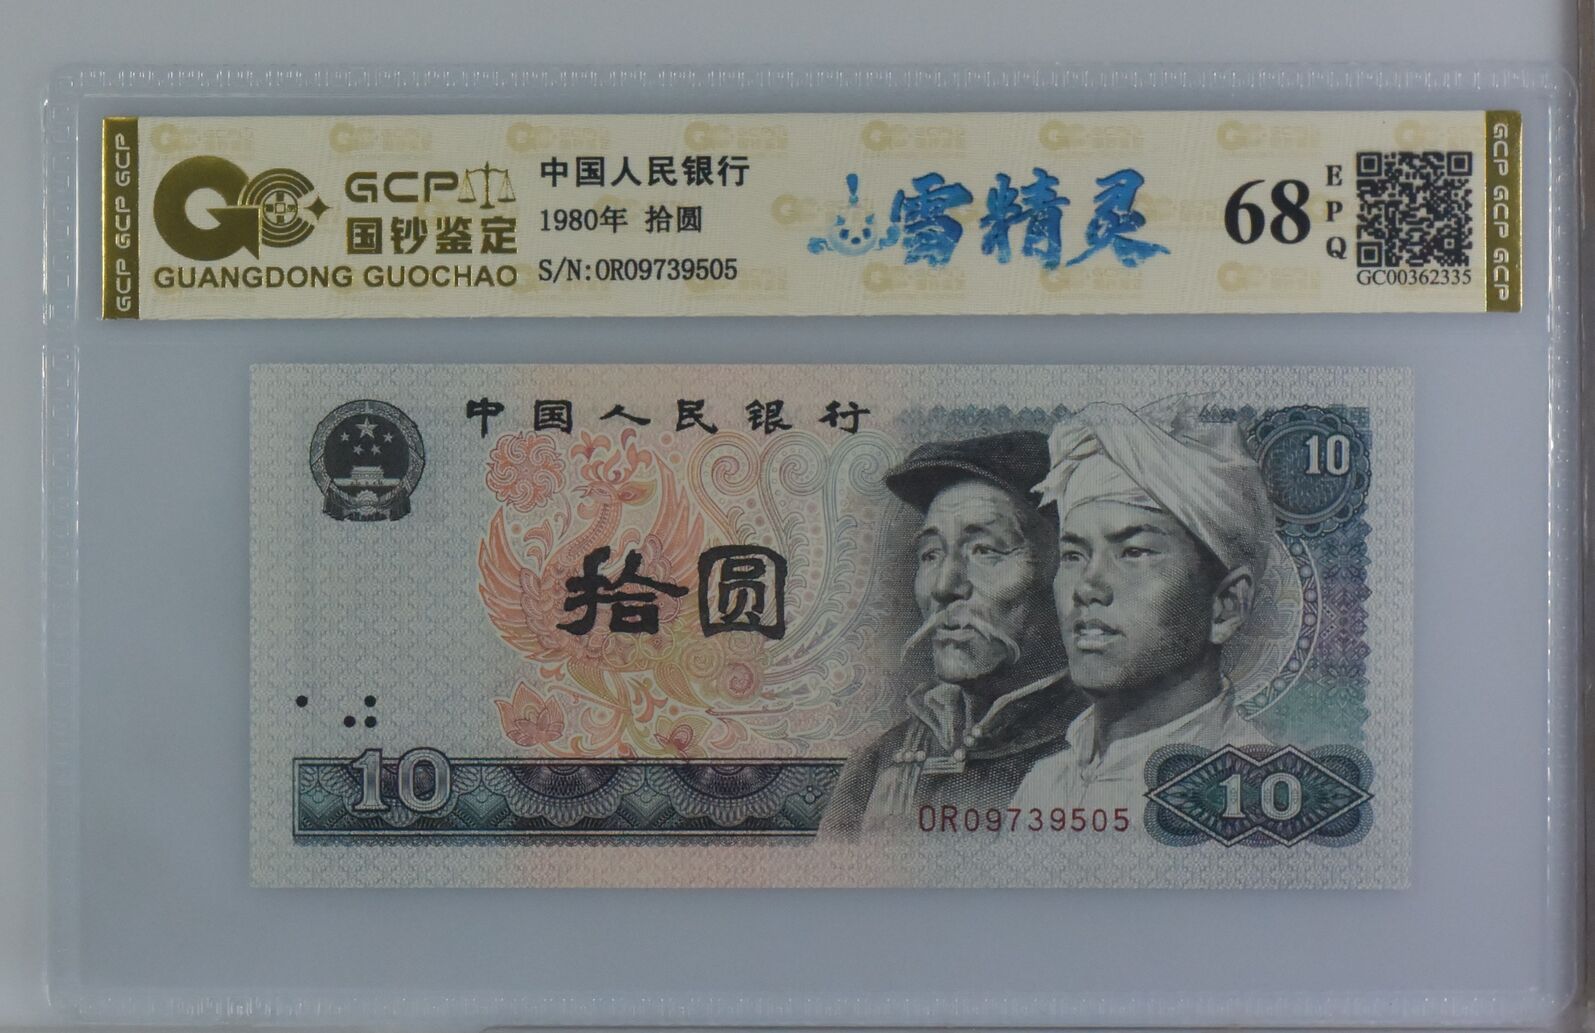 GCP GCP GCP
GCP
国钞鉴定
GUANGDONG GUOCHAO
中国人民银行
1980年 拾圆
S/N:OR09739505
雪精灵
68
EPQ
GC00362335
GCP GCP GCP
中国人民银行
10
拾圆
10
OR09739505
10